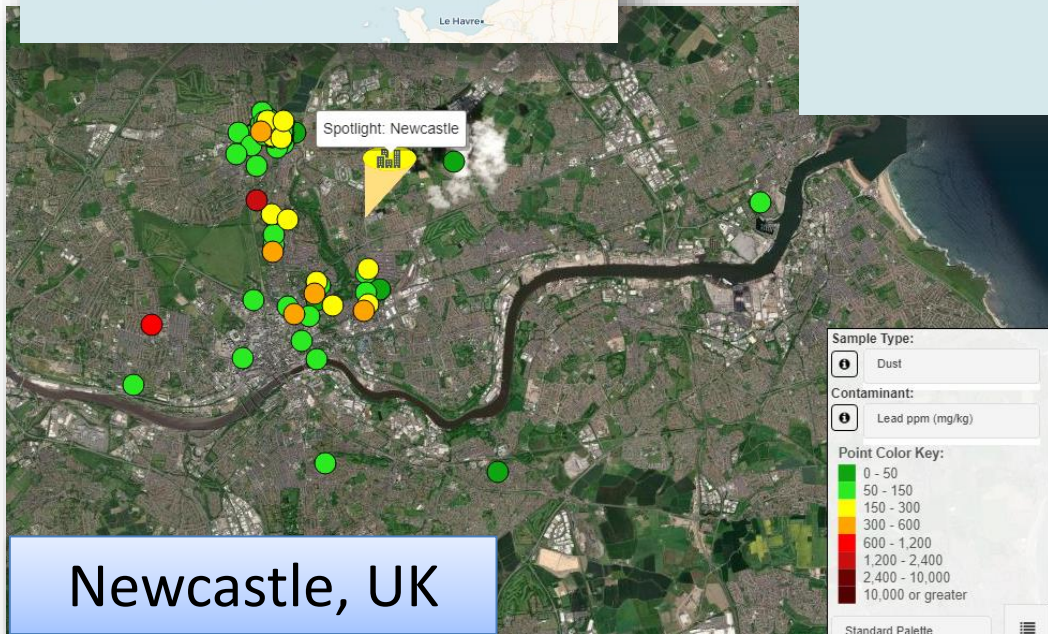 Le Havre
Spotlight: Newcastle
Sample Type:
Dust
Contaminant:
Lead ppm (mg/kg)
Point Color Key:
0 - 50
50 - 150
150 - 300
300 - 600
600 - 1,200
1,200 - 2,400
2,400 - 10,000
10,000 or greater
Standard Palette
Newcastle, UK